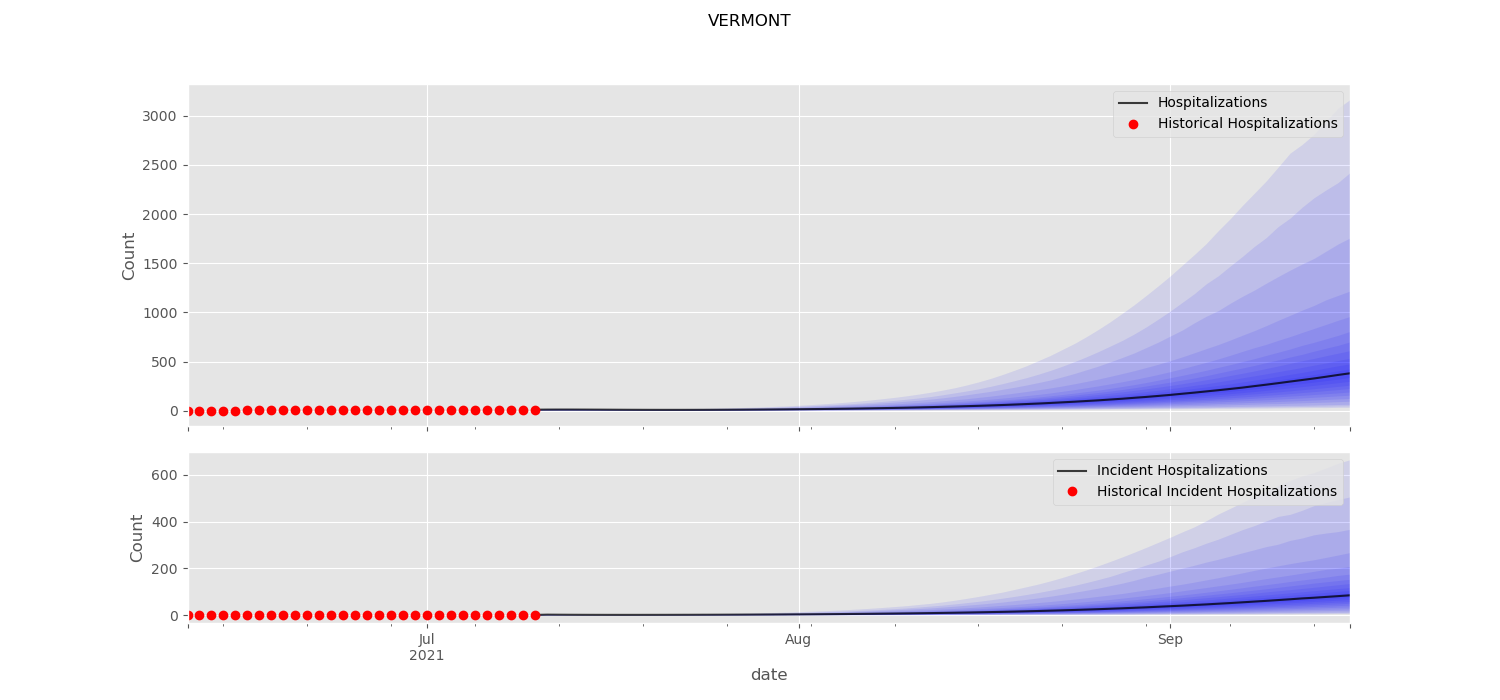 VERMONT
3000
2500
2000
1500
1000
500
0
Count
Hospitalizations
Historical Hospitalizations
600
400
200
0
Count
Incident Hospitalizations
Historical Incident Hospitalizations
Jul
2021
Aug
Sep
date